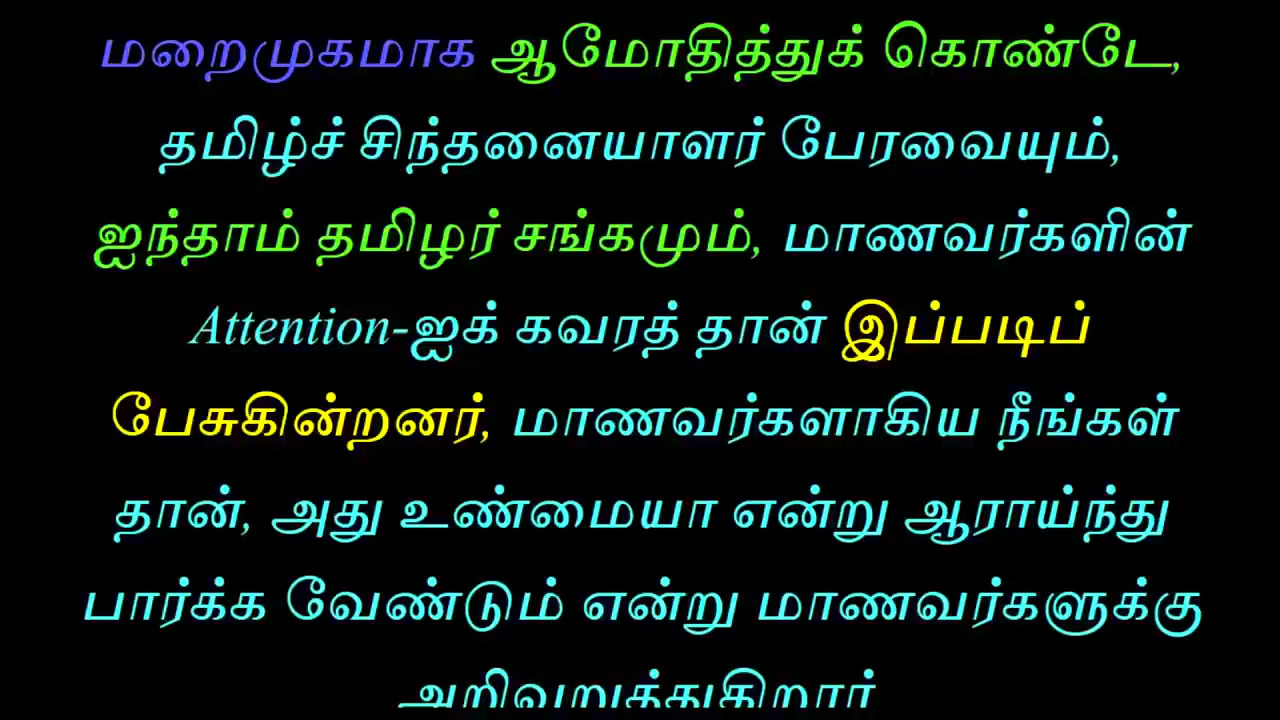 மறைமுகமாக ஆமோதித்துக் கொண்டே,
தமிழ்ச் சிந்தனையாளர் பேரவையும்,
ஐந்தாம் தமிழர் சங்கமும், மாணவர்களின்
Attention-ஐக் கவரத் தான் இப்படிப்
பேசுகின்றனர், மாணவர்களாகிய நீங்கள்
தான், அது உண்மையா என்று ஆராய்ந்து
பார்க்க வேண்டும் என்று மாணவர்களுக்கு
அறிவுறுத்துகிறார்